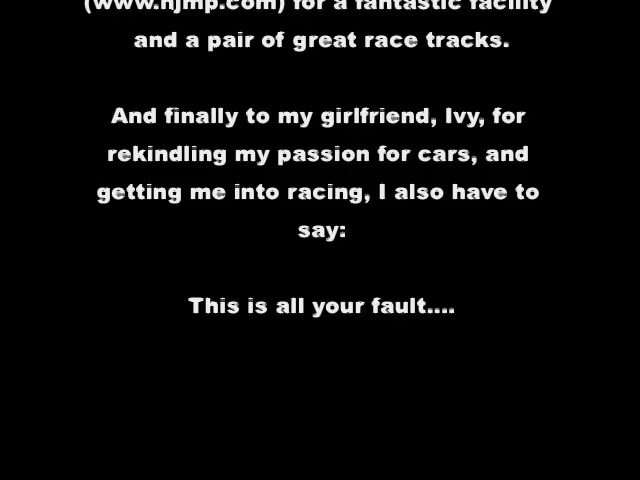 (www.njmp.com) for a fantastic facility
and a pair of great race tracks.
And finally to my girlfriend, Ivy, for
rekindling my passion for cars, and
getting me into racing, I also have to
say:
This is all your fault....